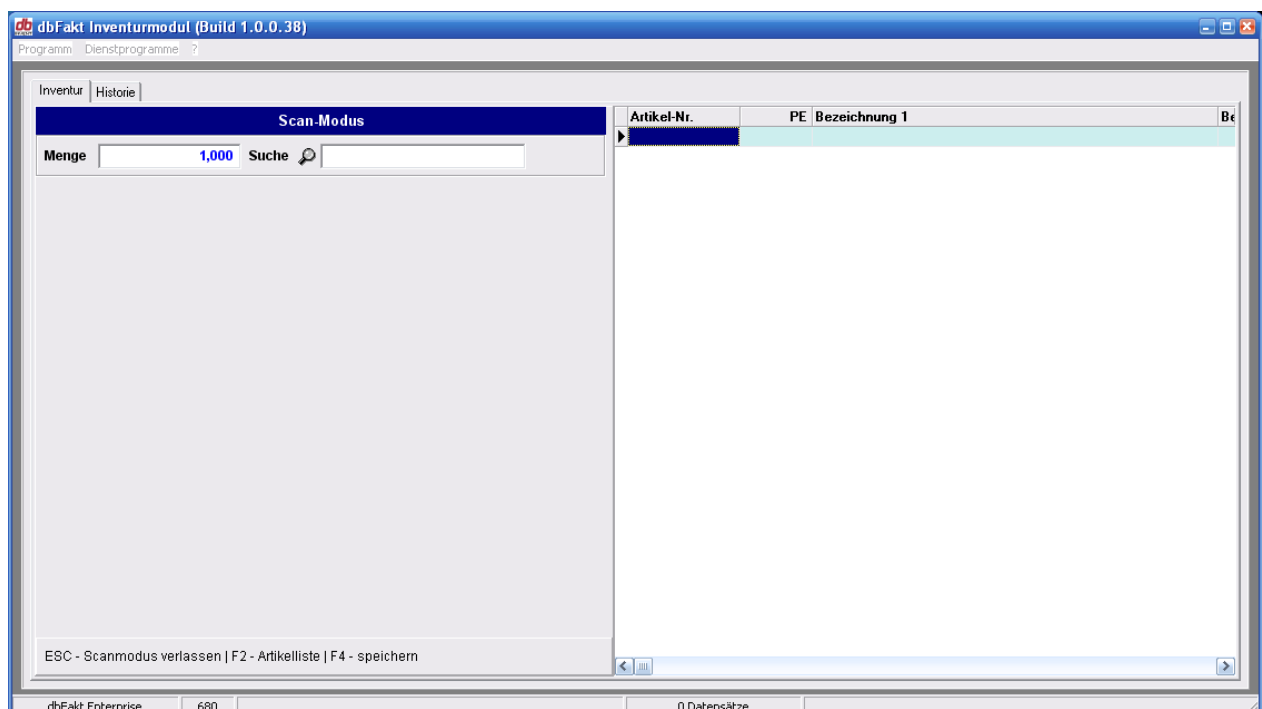 db dbFakt Inventurmodul (Build 1.0.0.38)
Programm Dienstprogramme ?
Inventur Historie
Scan-Modus
Menge 1,000 Suche
Artikel-Nr. PE Bezeichnung 1 Be
ESC - Scanmodus verlassen | F2 - Artikelliste | F4 - speichern
dbFakt Enterprise 680 0 Datensätze